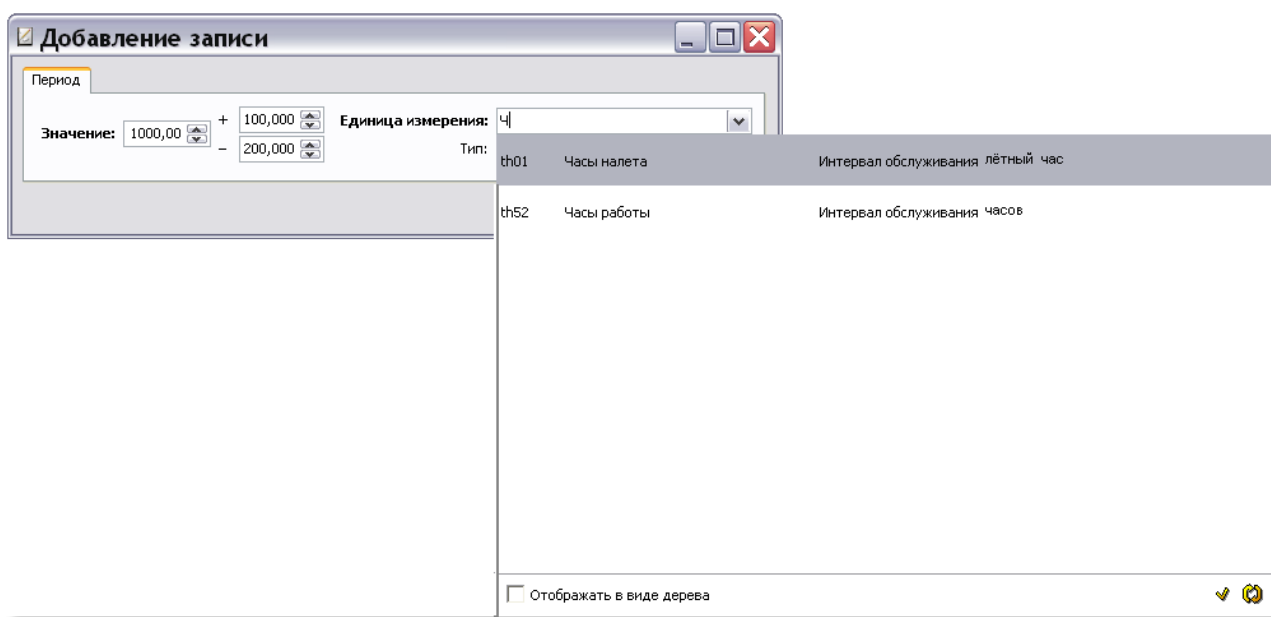 Добавление записи
Период
Значение: 1000,00 + 100,000 Единица измерения: Ч
– 200,000 Тип:
th01 Часы налета Интервал обслуживания лётный час
th52 Часы работы Интервал обслуживания часов
Отображать в виде дерева